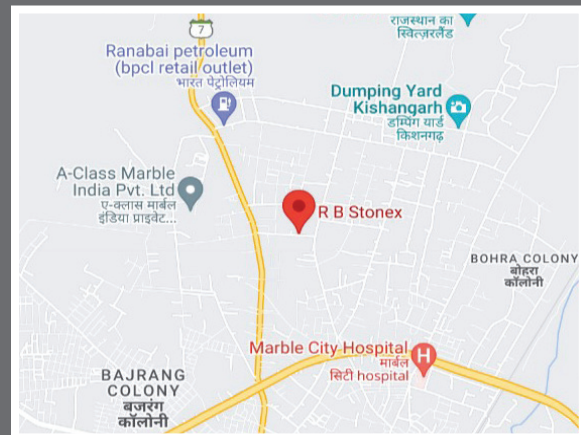 राजस्थान का
स्विट्ज़रलैंड
7
Ranabai petroleum
(bpcl retail outlet)
भारत पेट्रोलियम
Dumping Yard
Kishangarh
डम्पिंग यार्ड
किशनगढ़
A-Class Marble
India Pvt. Ltd
ए-क्लास मार्बल
इंडिया प्राइवेट...
R B Stonex
BOHRA COLONY
बोहरा
कॉलोनी
Marble City Hospital
मार्बल
सिटी hospital
H
BAJRANG
COLONY
बजरंग
कॉलोनी